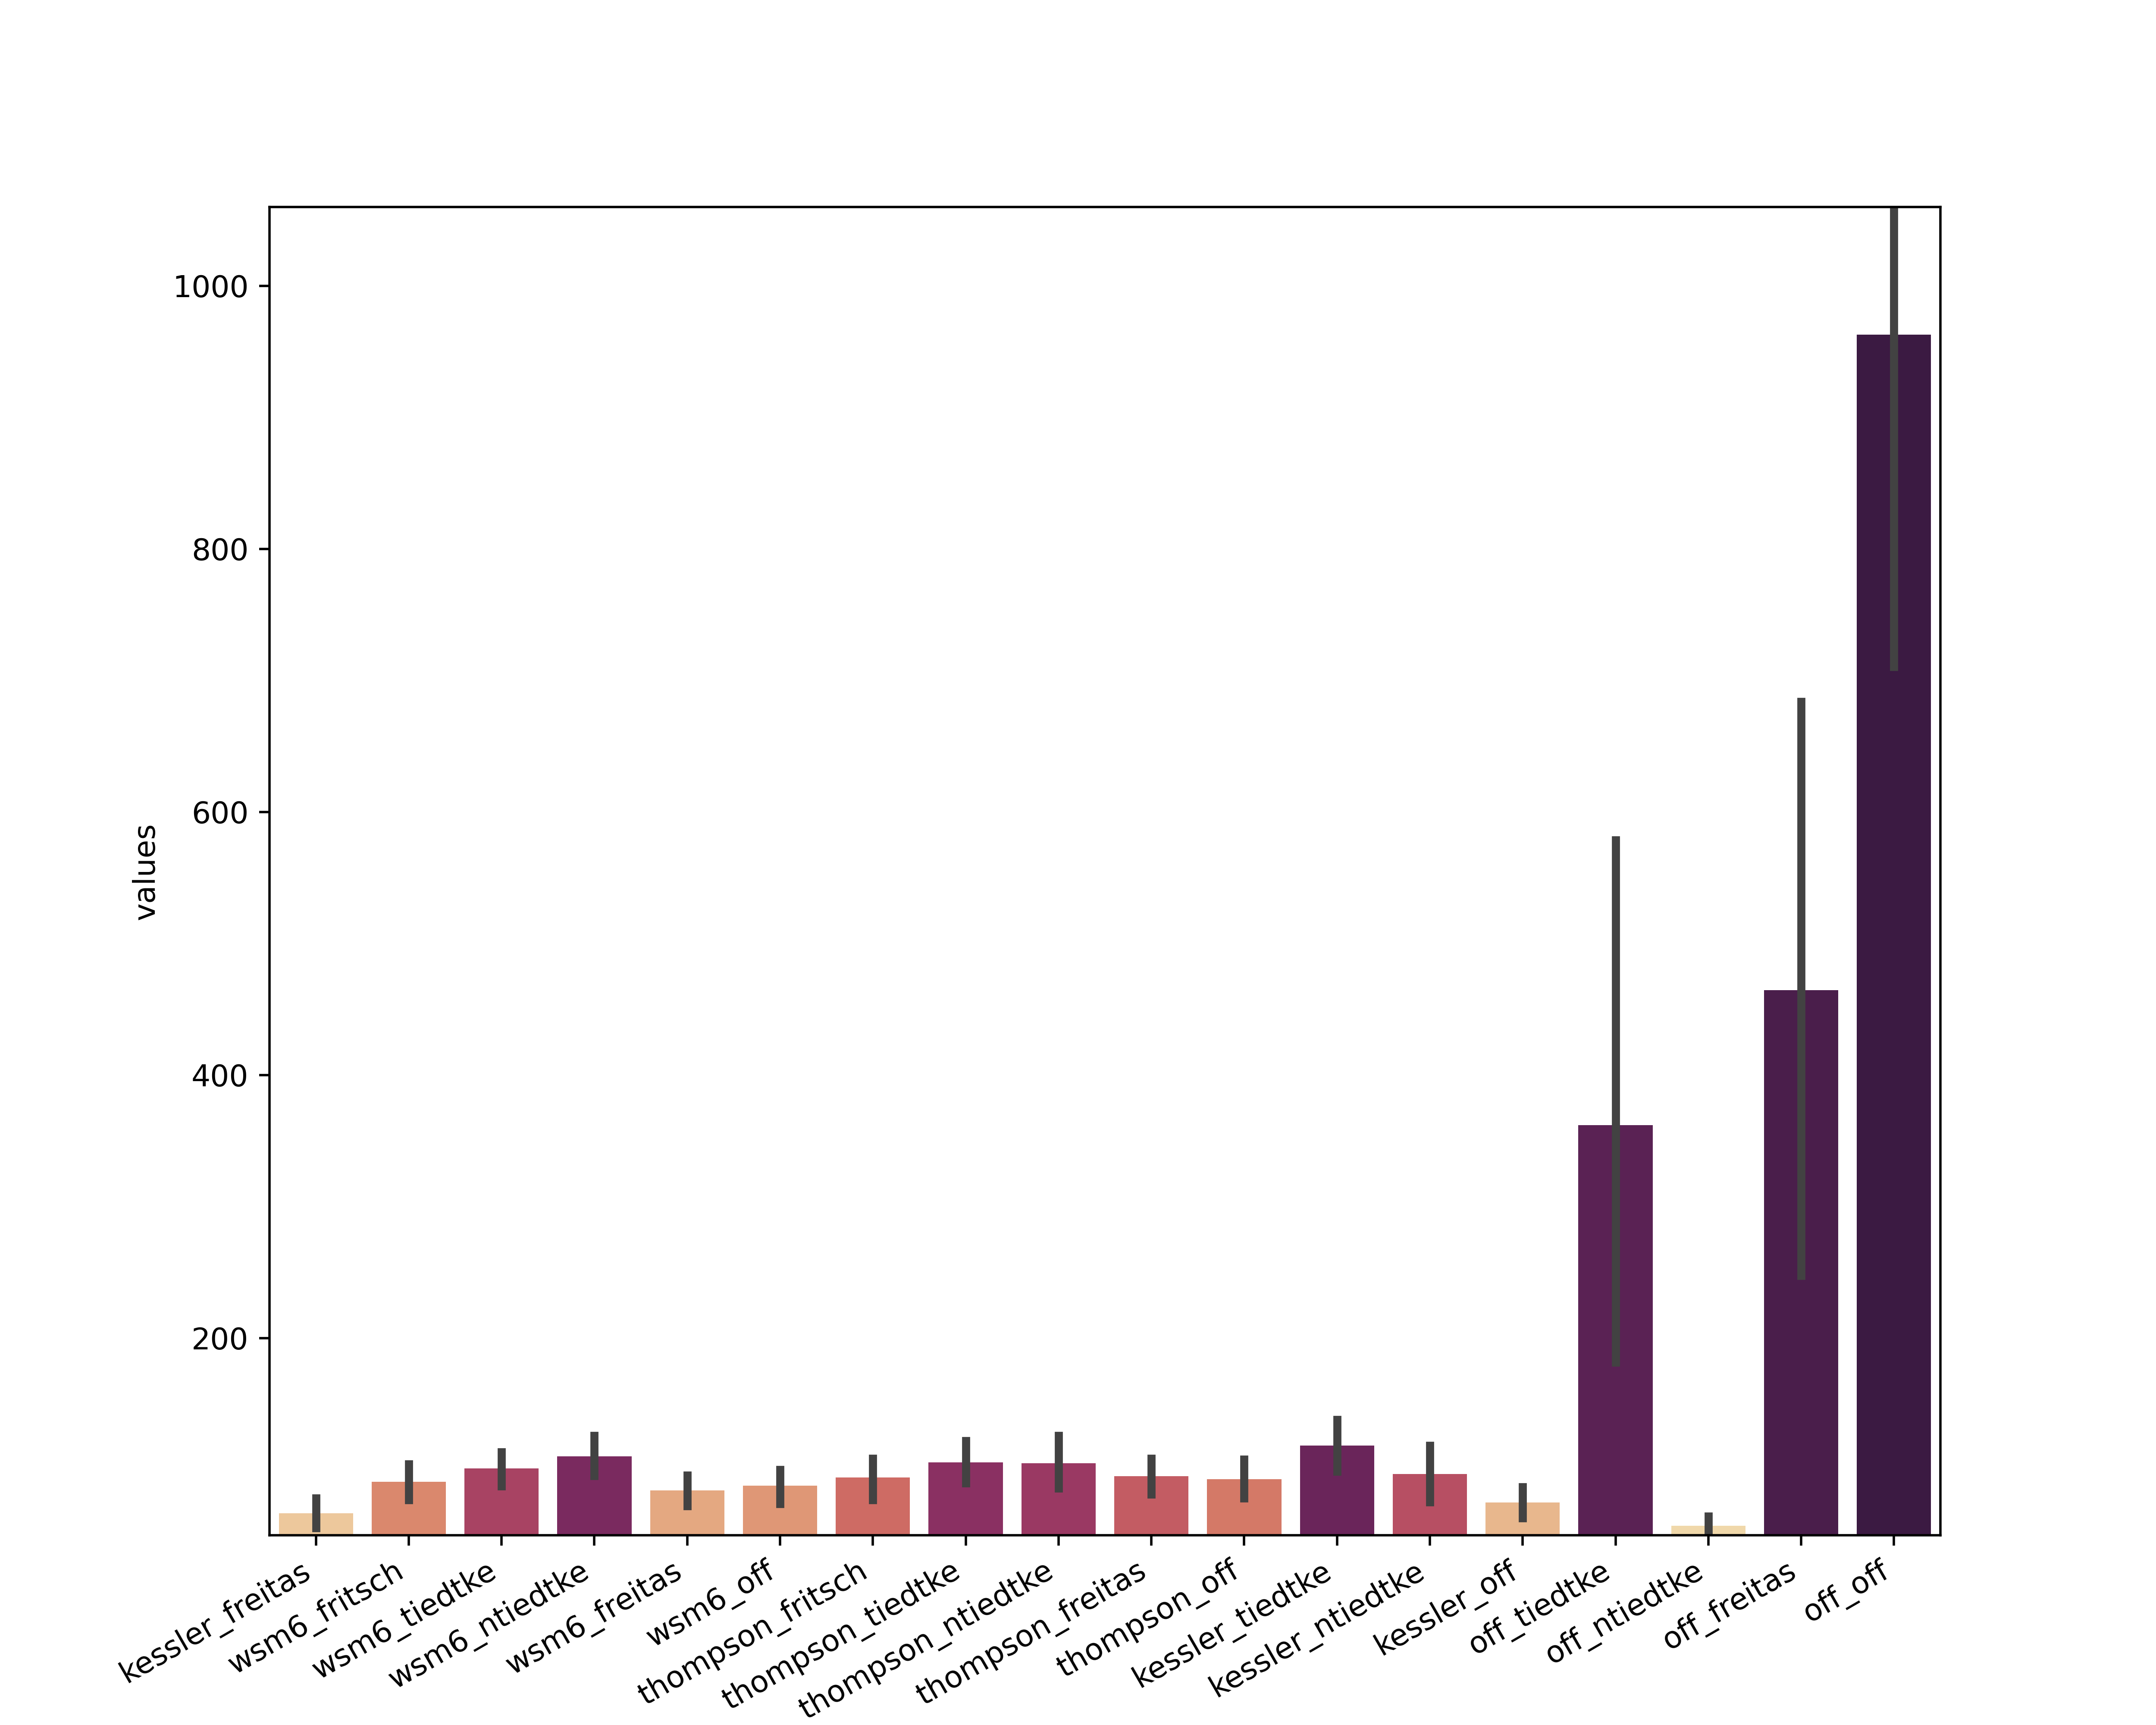 1000
800
600
400
200
values
kessler_freitas
wsm6_fritsch
wsm6_tiedtke
wsm6_ntiedtke
wsm6_freitas
wsm6_off
thompson_fritsch
thompson_tiedtke
thompson_ntiedtke
thompson_freitas
thompson_off
kessler_tiedtke
kessler_ntiedtke
kessler_off
off_tiedtke
off_ntiedtke
off_freitas
off_off